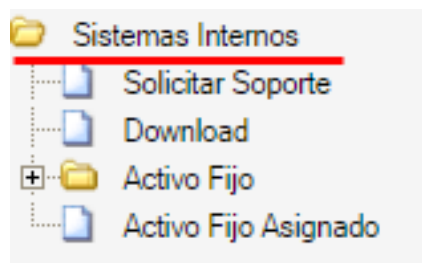 Sistemas Internos
Solicitar Soporte
Download
Activo Fijo
Activo Fijo Asignado